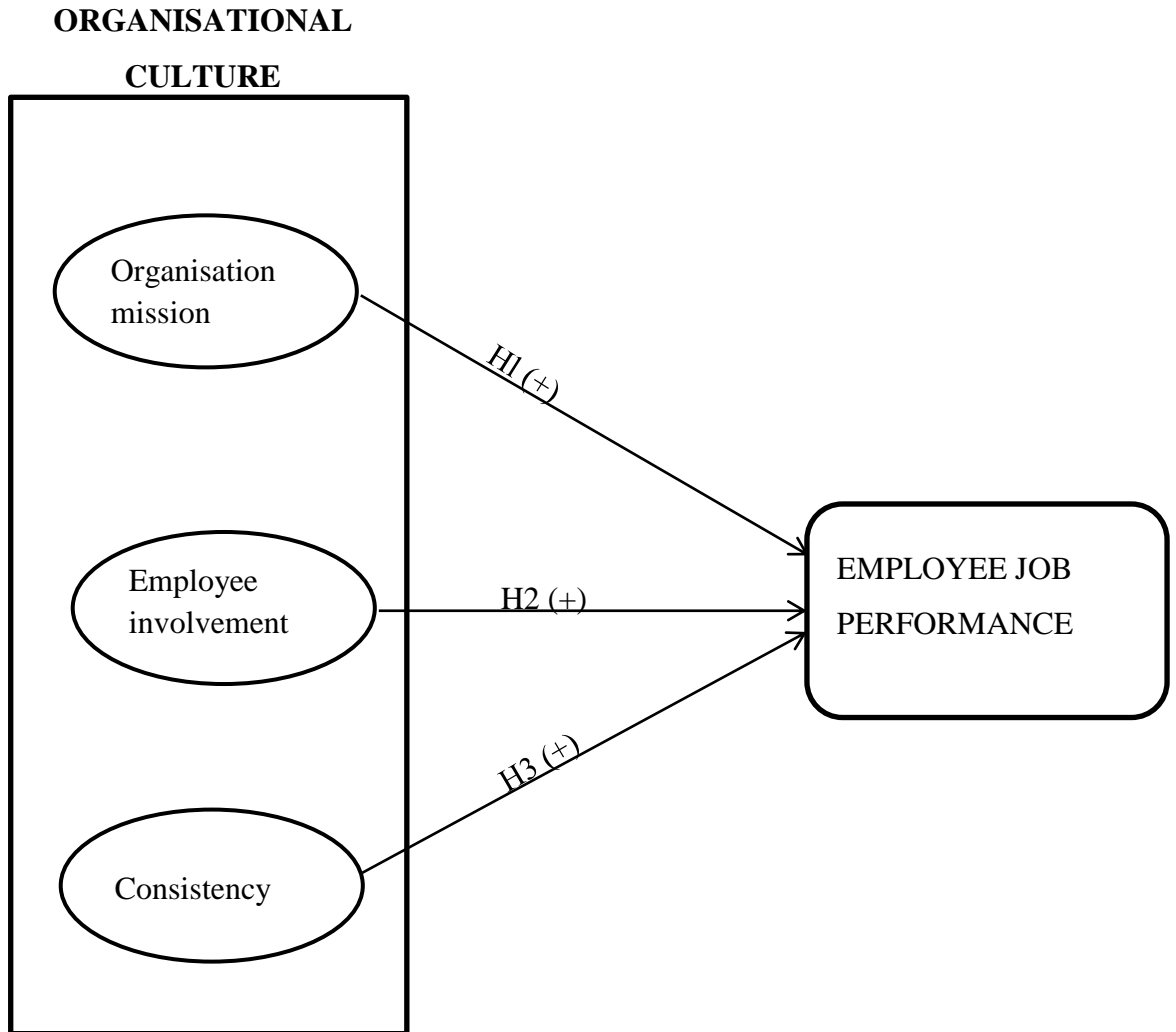 ORGANISATIONAL
CULTURE
Organisation
mission
H1 (+)
Employee
involvement
H2 (+)
EMPLOYEE JOB
PERFORMANCE
H3 (+)
Consistency